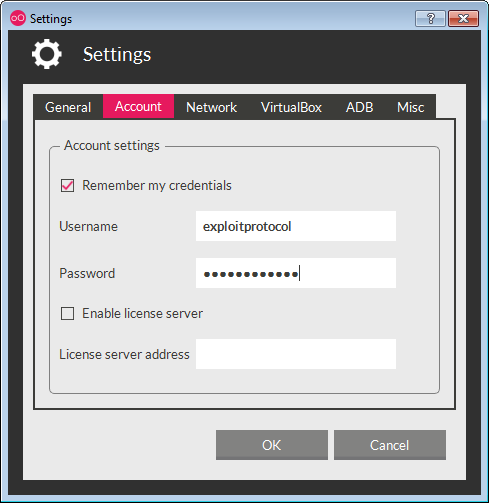 Settings
Settings
General Account Network VirtualBox ADB Misc
Account settings
Remember my credentials
Username exploitprotocol
Password ●●●●●●●●●●●●
Enable license server
License server address
OK Cancel